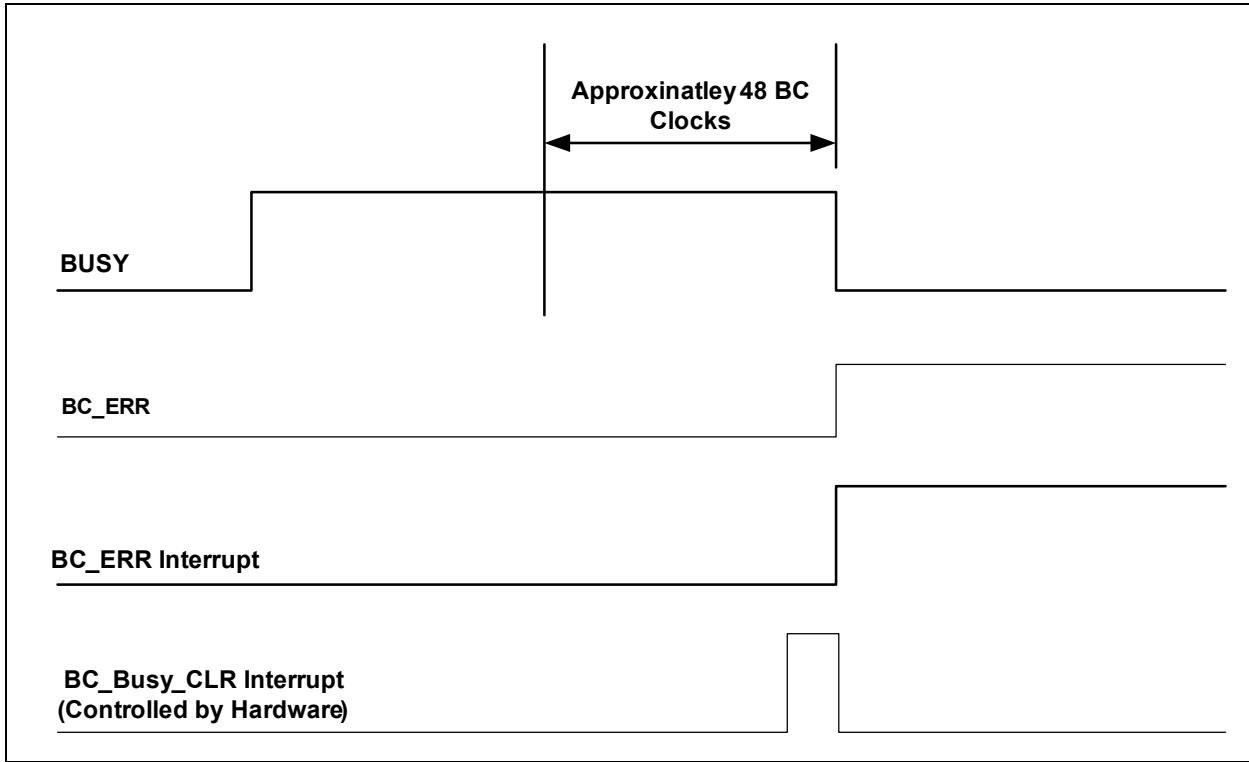 Approxinatley 48 BC
Clocks
BUSY
BC_ERR
BC_ERR Interrupt
BC_Busy_CLR Interrupt
(Controlled by Hardware)